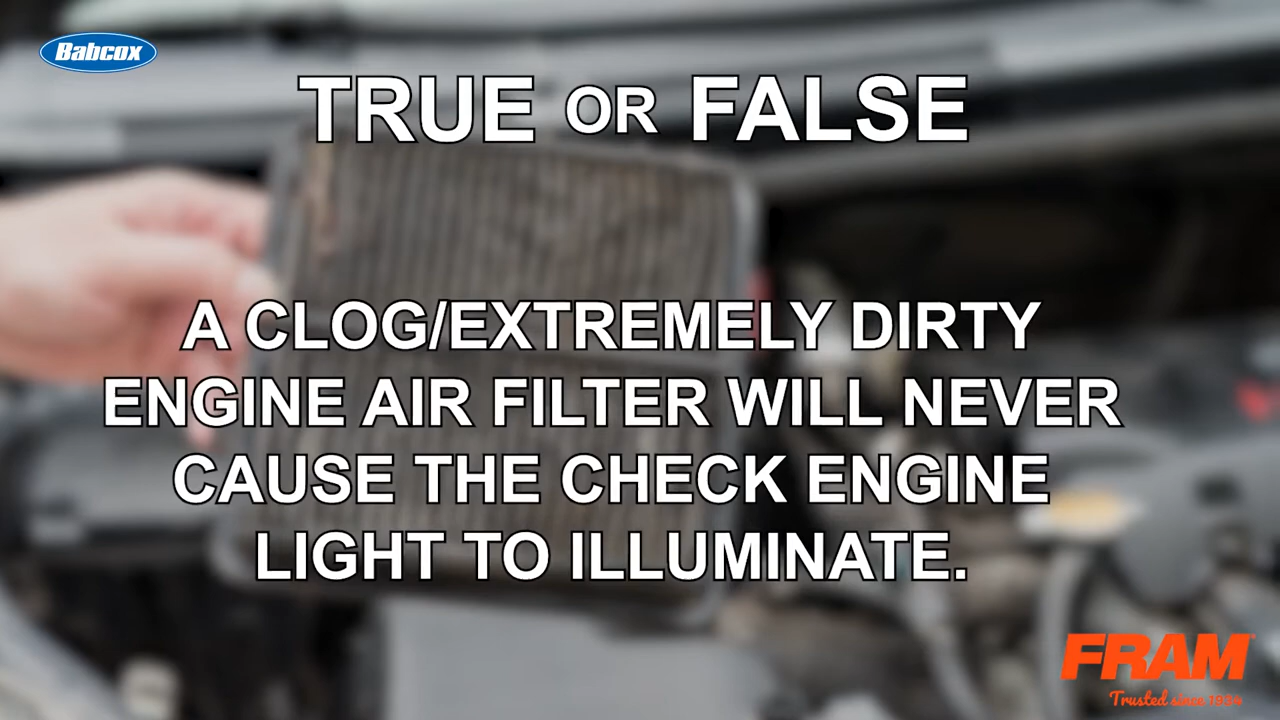 Babcox
TRUE OR FALSE
A CLOG/EXTREMELY DIRTY
ENGINE AIR FILTER WILL NEVER
CAUSE THE CHECK ENGINE
LIGHT TO ILLUMINATE.
FRAM
Trusted since 1934